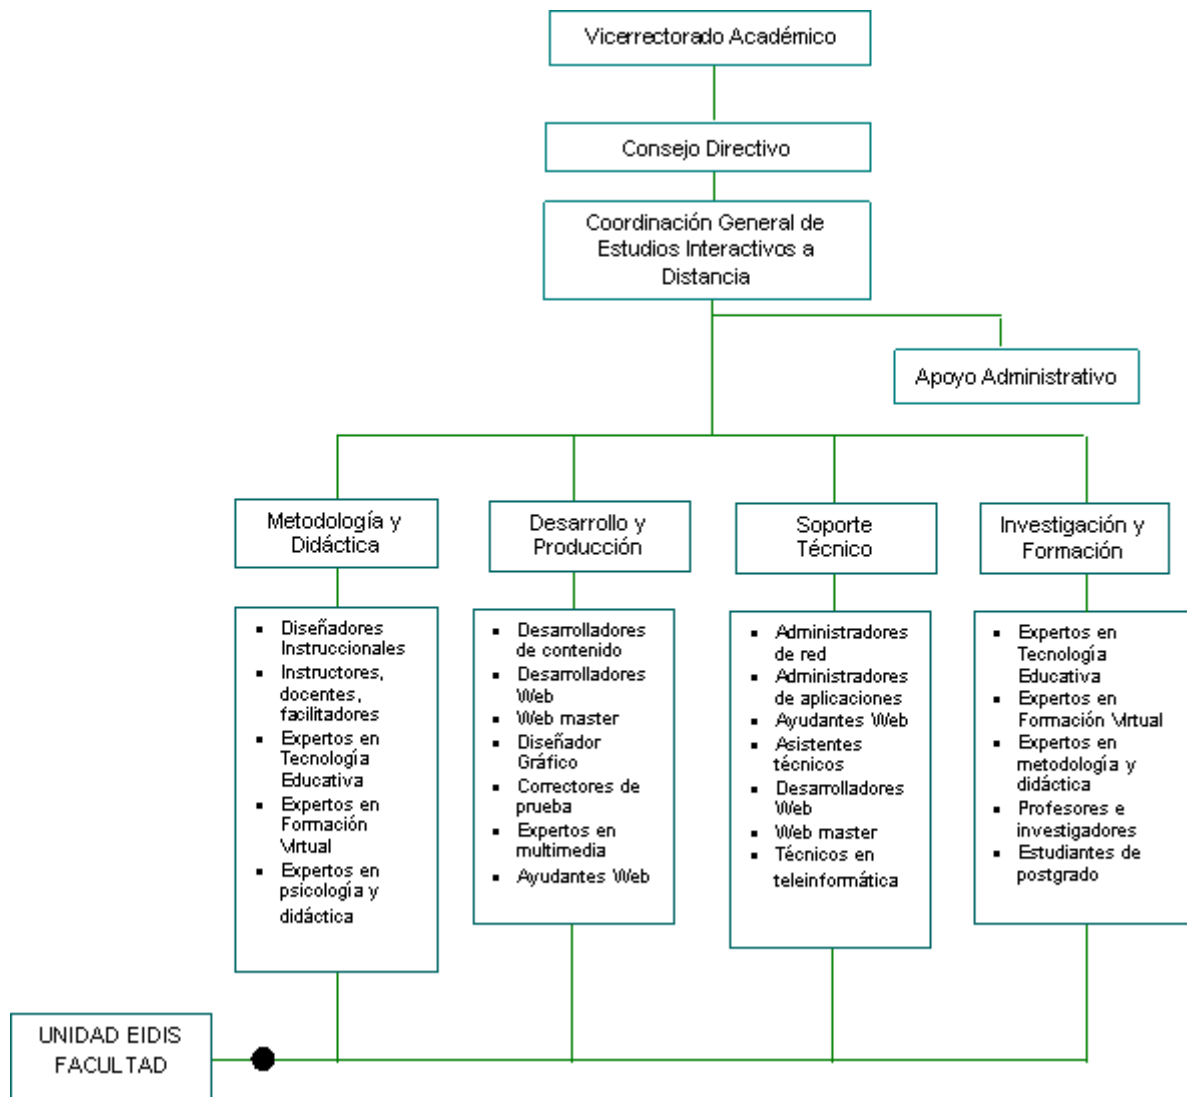 Vicerrectorado Académico
Consejo Directivo
Coordinación General de
Estudios Interactivos a
Distancia
Apoyo Administrativo
Metodología y
Didáctica
Desarrollo y
Producción
Soporte
Técnico
Investigación y
Formación
▪ Diseñadores
Instruccionales
▪ Instructores,
docentes,
facilitadores
▪ Expertos en
Tecnología
Educativa
▪ Expertos en
Formación
Virtual
▪ Expertos en
psicología y
didáctica
▪ Desarrolladores
de contenido
▪ Desarrolladores
Web
▪ Web master
▪ Diseñador
Gráfico
▪ Correctores de
prueba
▪ Expertos en
multimedia
▪ Ayudantes Web
▪ Administradores
de red
▪ Administradores
de aplicaciones
▪ Ayudantes Web
▪ Asistentes
técnicos
▪ Desarrolladores
Web
▪ Web master
▪ Técnicos en
teleinformática
▪ Expertos en
Tecnología
Educativa
▪ Expertos en
Formación Virtual
▪ Expertos en
metodología y
didáctica
▪ Profesores e
investigadores
▪ Estudiantes de
postgrado
UNIDAD EIDIS
FACULTAD